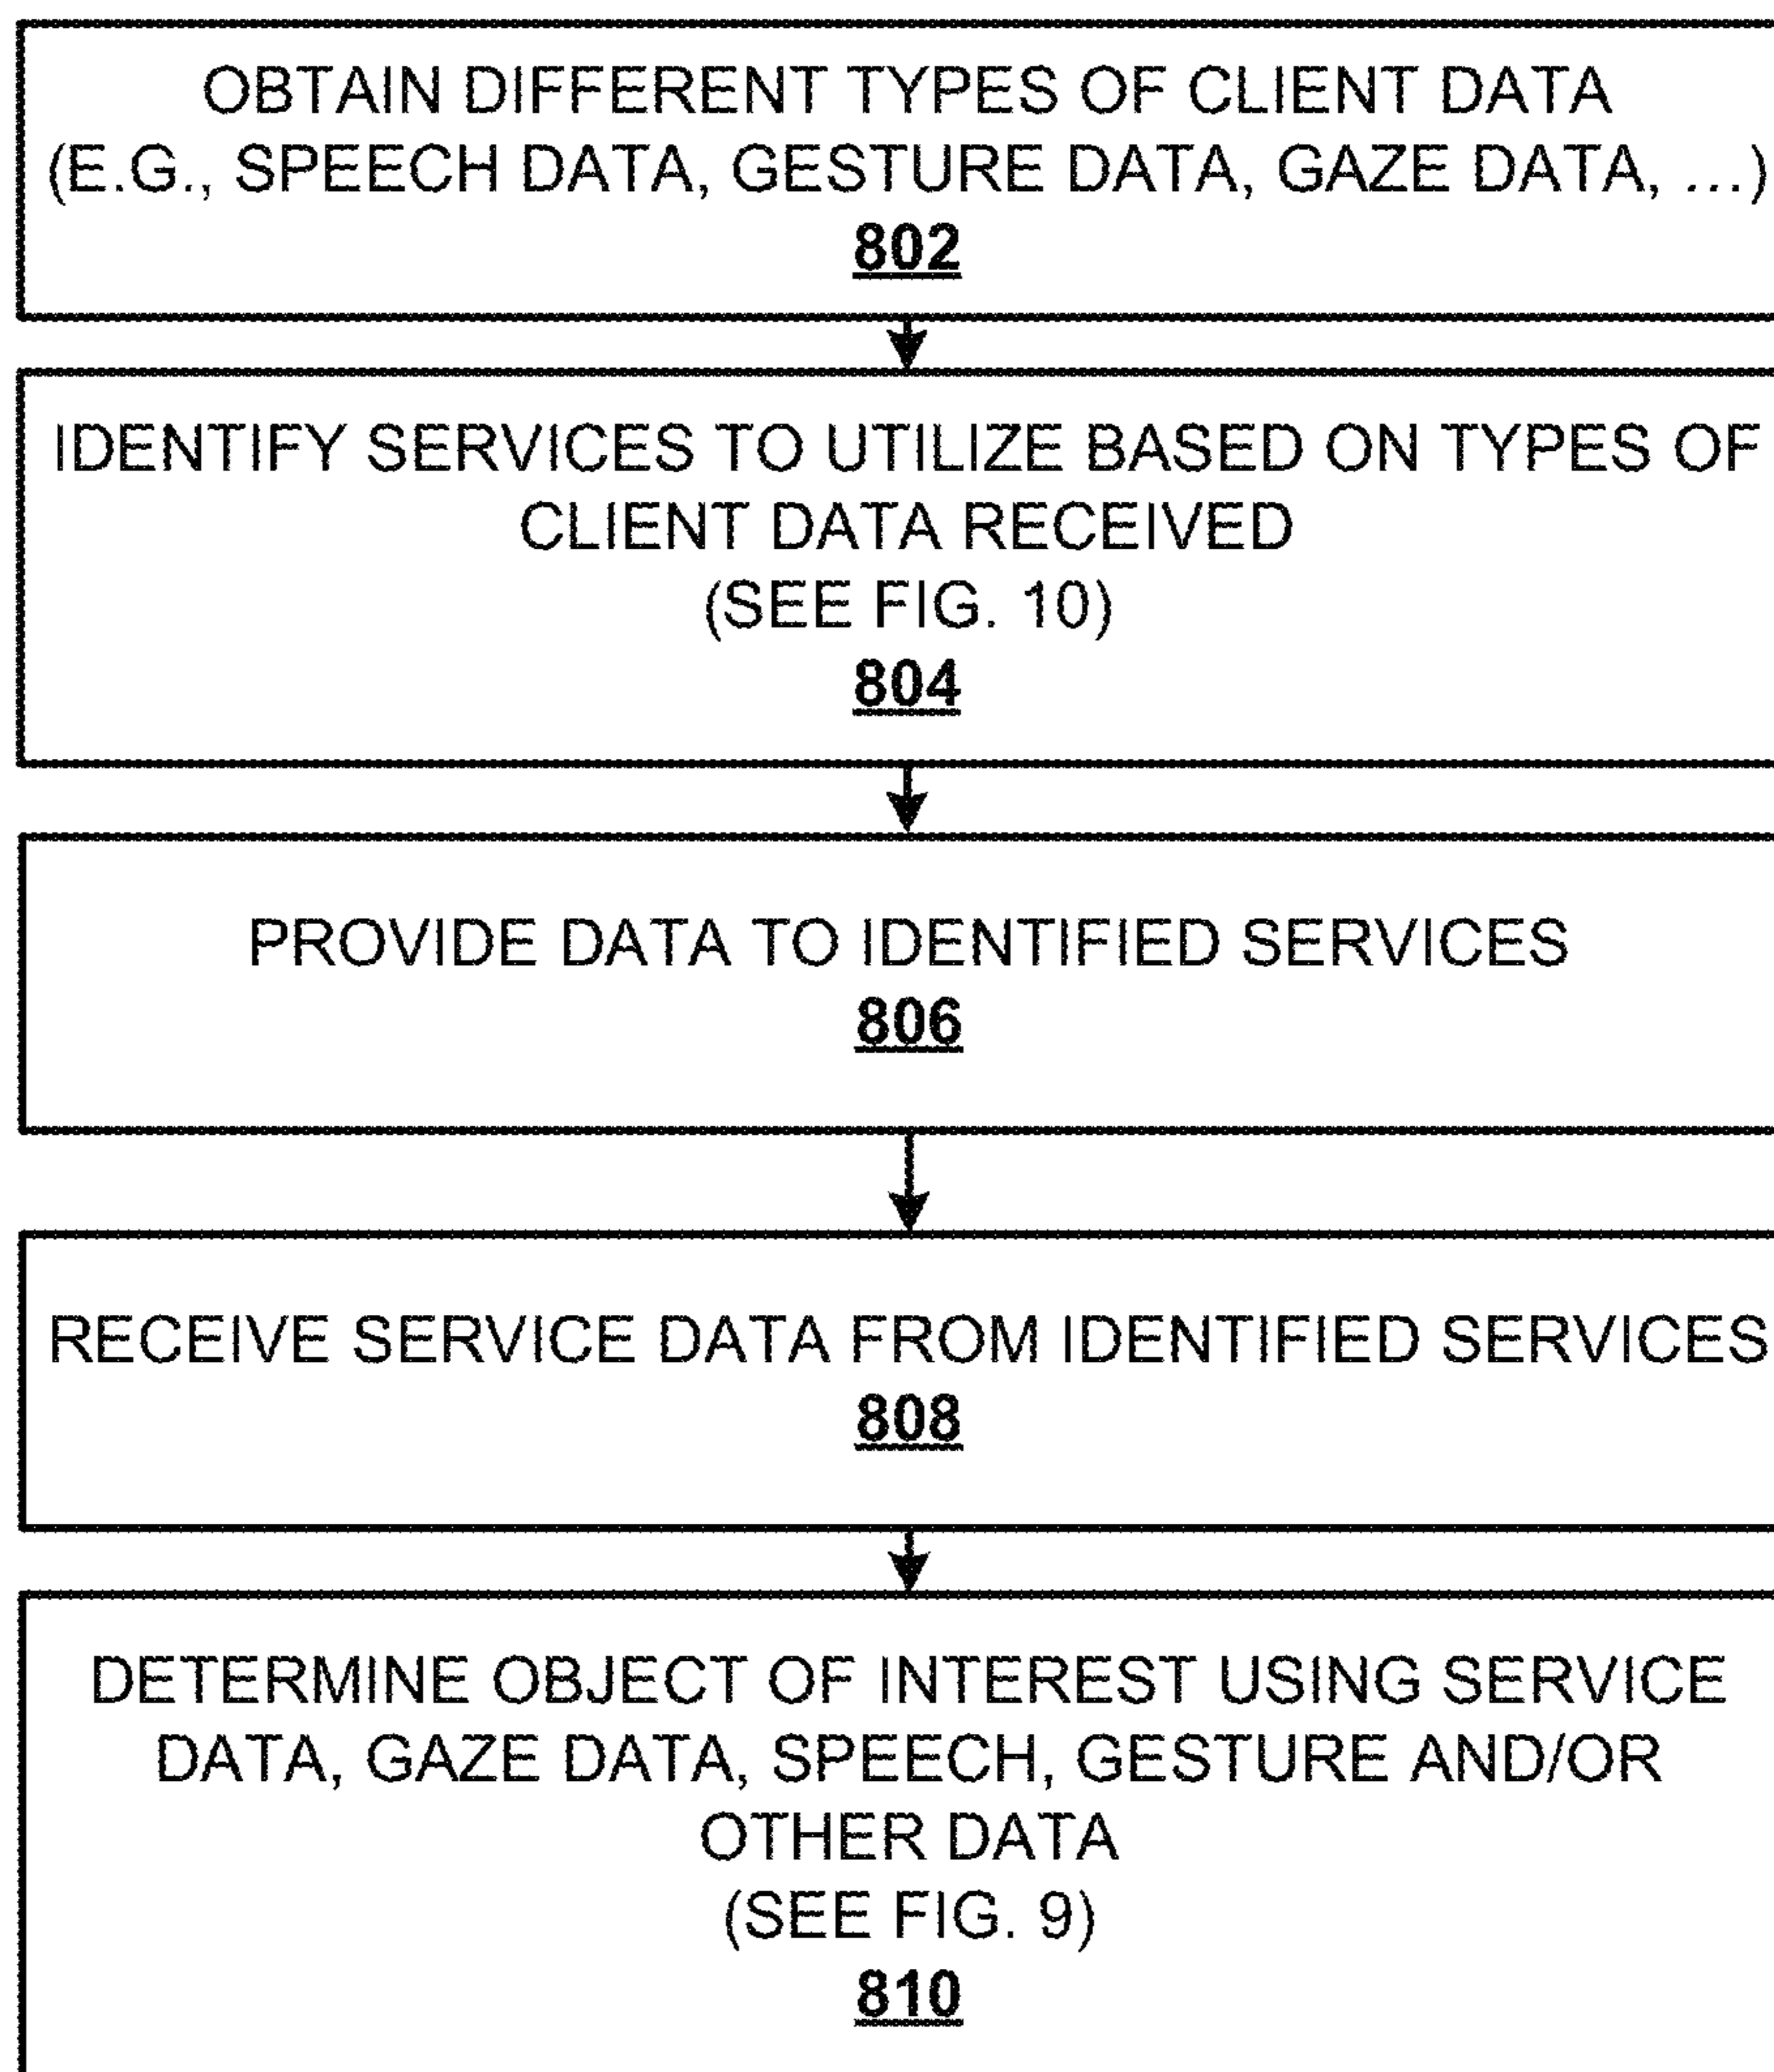 OBTAIN DIFFERENT TYPES OF CLIENT DATA
(E.G., SPEECH DATA, GESTURE DATA, GAZE DATA, ...)
802
IDENTIFY SERVICES TO UTILIZE BASED ON TYPES OF
CLIENT DATA RECEIVED
(SEE FIG. 10)
804
PROVIDE DATA TO IDENTIFIED SERVICES
806
RECEIVE SERVICE DATA FROM IDENTIFIED SERVICES
808
DETERMINE OBJECT OF INTEREST USING SERVICE
DATA, GAZE DATA, SPEECH, GESTURE AND/OR
OTHER DATA
(SEE FIG. 9)
810